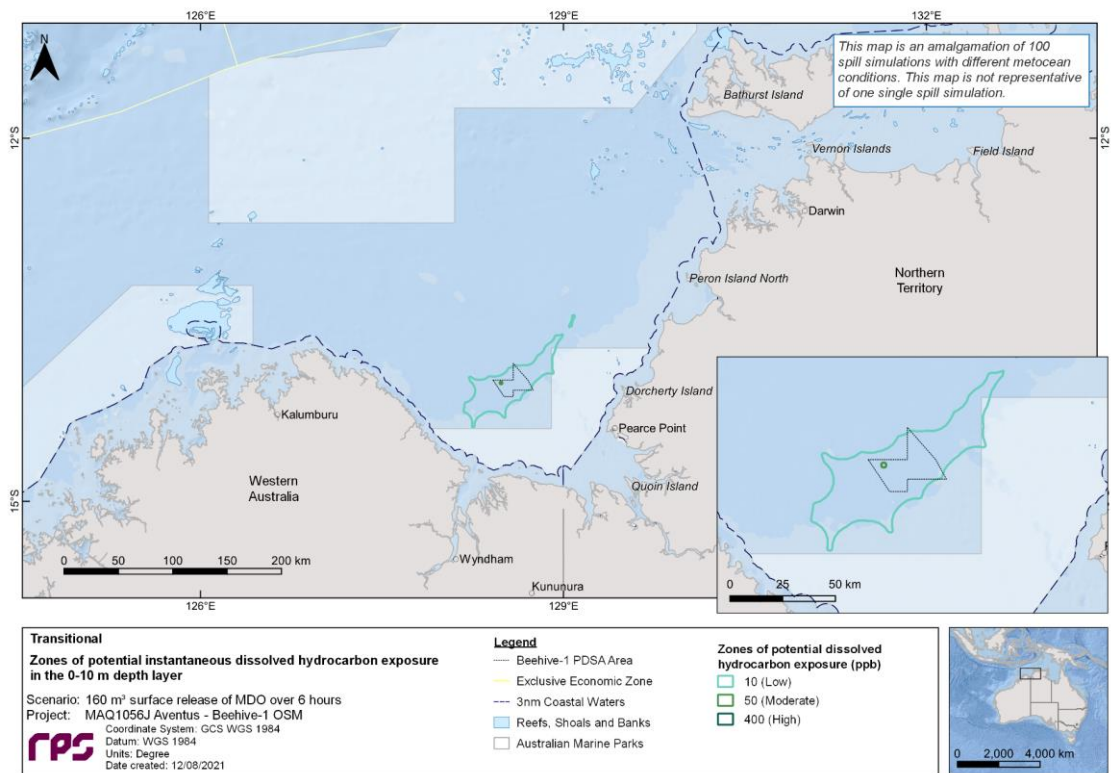 126°E
129°E
132°E
N
This map is an amalgamation of 100
spill simulations with different metocean
conditions. This map is not representative
of one single spill simulation.
Bathurst Island
12°S
12°S
Vernon Islands
Field Island
Darwin
Peron Island North
Northern
Territory
Dorcherty Island
Kalumburu
Pearce Point
Western
Australia
Quoin Island
15°S
0 50 100 150 200 km
Wyndham
Kununura
0 25 50 km
126°E
129°E
Transitional
Zones of potential instantaneous dissolved hydrocarbon exposure
in the 0-10 m depth layer
Scenario: 160 m³ surface release of MDO over 6 hours
Project: MAQ1056J Aventus - Beehive-1 OSM
rps
Coordinate System: GCS WGS 1984
Datum: WGS 1984
Units: Degree
Date created: 12/08/2021
Legend
Beehive-1 PDSA Area
Exclusive Economic Zone
3nm Coastal Waters
Reefs, Shoals and Banks
Australian Marine Parks
Zones of potential dissolved
hydrocarbon exposure (ppb)
10 (Low)
50 (Moderate)
400 (High)
0 2,000 4,000 km